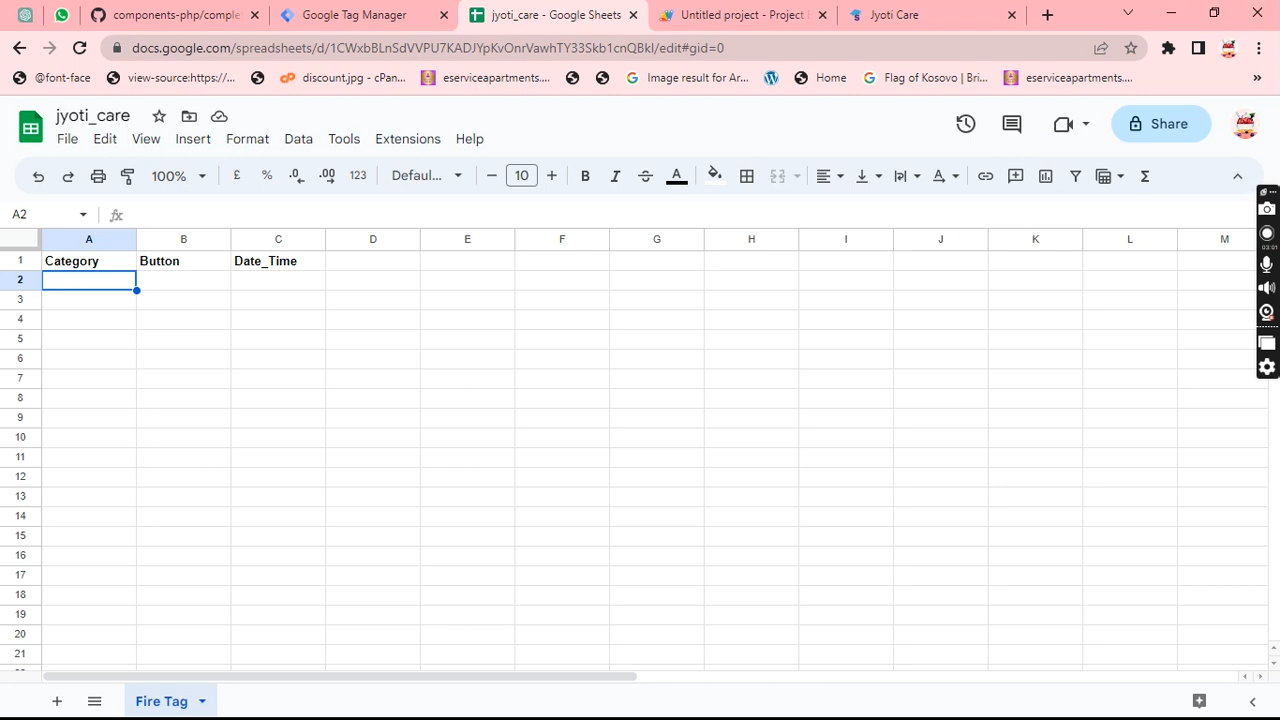 components-php/comple
Google Tag Manager
jyoti_care - Google Sheets
Untitled project - Project E
Jyoti Care
docs.google.com/spreadsheets/d/1CWxbBLnSdVVPU7KADJYpKvOnrVawhTY33Skb1cnQBkI/edit#gid=0
@font-face
view-source:https://...
discount.jpg - cPan...
eserviceapartments....
Image result for Ar...
Home
Flag of Kosovo | Bri...
eserviceapartments....
jyoti_care
File Edit View Insert Format Data Tools Extensions Help
Share
100% £ % .0 .00 123 Defaul... 10 B I A Σ
A2 fx
A B C D E F G H I J K L M
1 Category Button Date_Time
2
3
4
5
6
7
8
9
10
11
12
13
14
15
16
17
18
19
20
21
03:01
Fire Tag